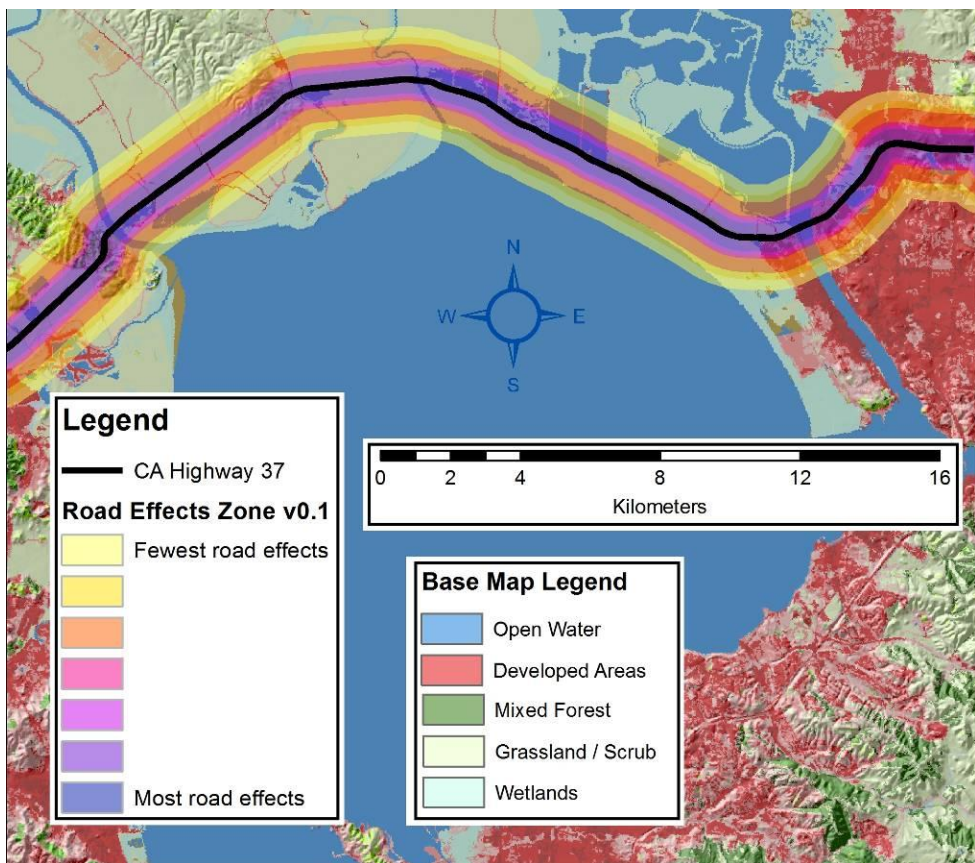 N
W E
S
Legend
CA Highway 37
Road Effects Zone v0.1
Fewest road effects
Most road effects
0 2 4 8 12 16
Kilometers
Base Map Legend
Open Water
Developed Areas
Mixed Forest
Grassland / Scrub
Wetlands